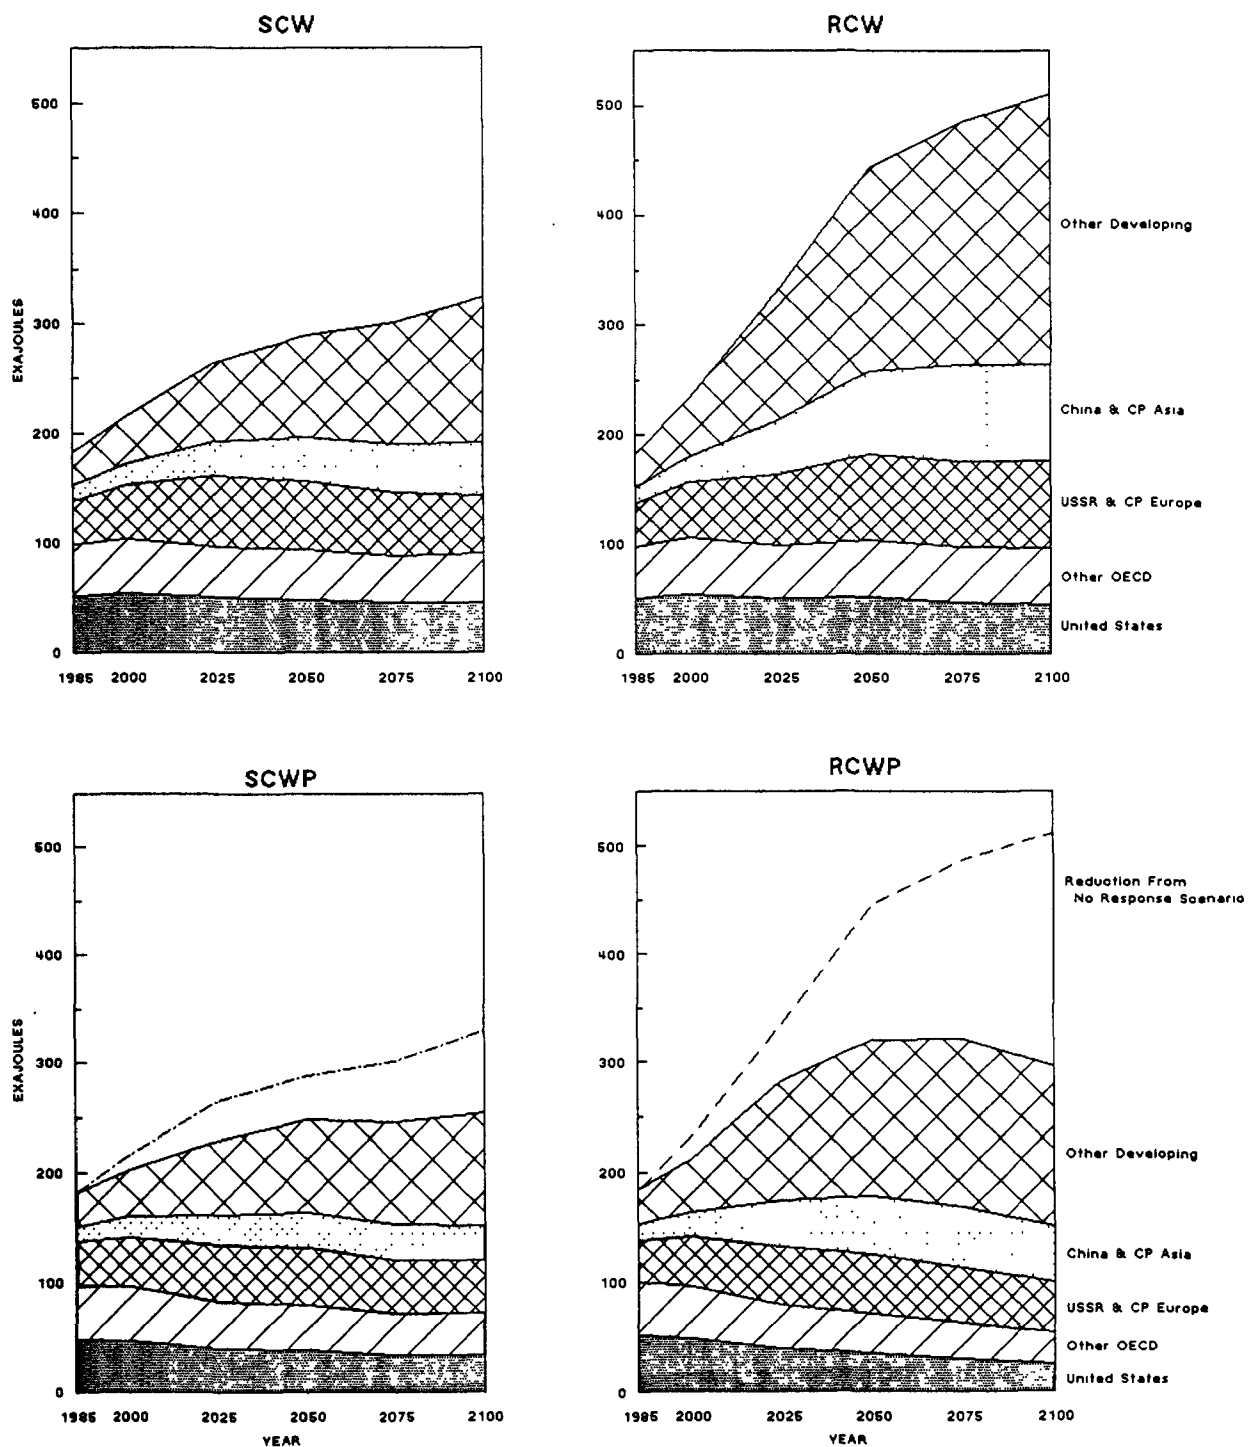 SCW
RCW
500
400
300
200
100
0
EXAJOULES
1985 2000 2025 2050 2075 2100
500
400
300
200
100
0
1985 2000 2025 2050 2075 2100
Other Developing
China & CP Asia
USSR & CP Europe
Other OECD
United States
SCWP
RCWP
500
400
300
200
100
0
EXAJOULES
1985 2000 2025 2050 2075 2100
YEAR
500
400
300
200
100
0
1985 2000 2025 2050 2075 2100
YEAR
Reduction From
No Response Scenario
Other Developing
China & CP Asia
USSR & CP Europe
Other OECD
United States